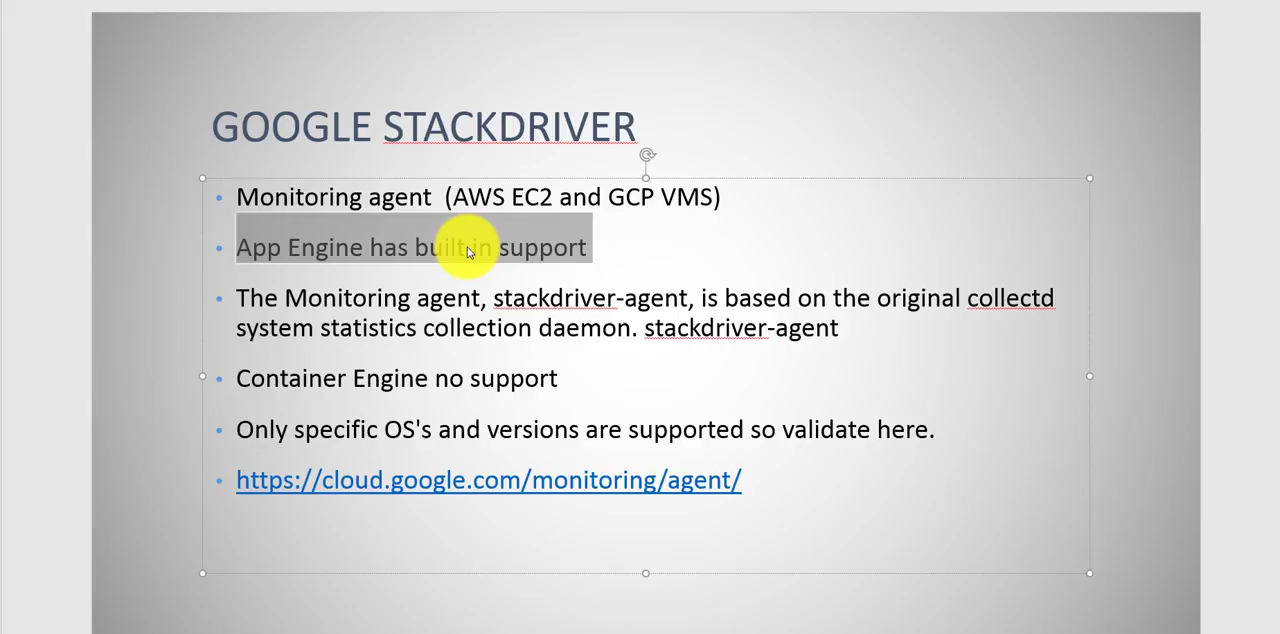 GOOGLE STACKDRIVER
• Monitoring agent  (AWS EC2 and GCP VMS)
• App Engine has built in support
• The Monitoring agent, stackdriver-agent, is based on the original collectd
system statistics collection daemon. stackdriver-agent
• Container Engine no support
• Only specific OS's and versions are supported so validate here.
• https://cloud.google.com/monitoring/agent/